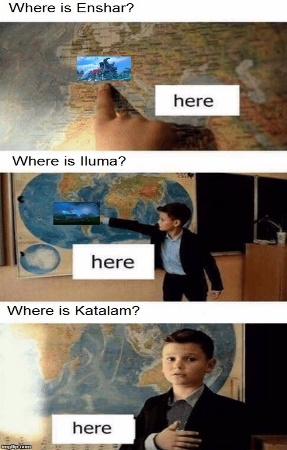 Where is Enshar?
here
Where is Iluma?
here
Where is Katalam?
here
imgflip.com